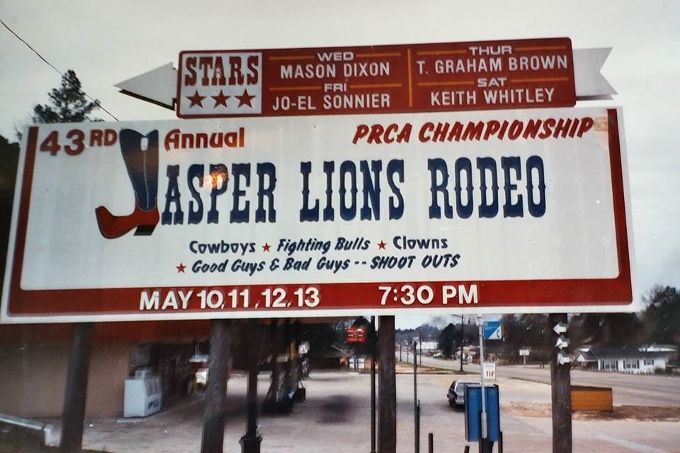 STARS
WED
MASON DIXON
THUR
T. GRAHAM BROWN
FRI
JO-EL SONNIER
SAT
KEITH WHITLEY
43RD Annual PRCA CHAMPIONSHIP
JASPER LIONS RODEO
Cowboys ★ Fighting Bulls ★ Clowns
★ Good Guys & Bad Guys -- SHOOT OUTS
MAY 10,11,12,13 7:30 PM